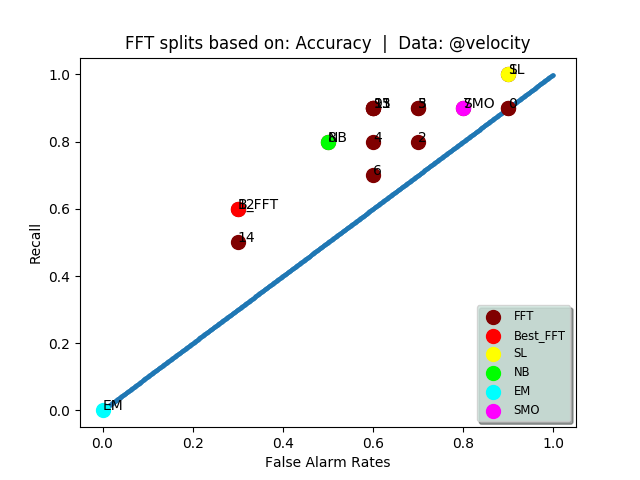 FFT splits based on: Accuracy | Data: @velocity
1.0
SL
0.8
SMO
9
NB
4
2
6
0.6
B_FFT
14
0.4
0.2
0.0
EM
Recall
0.0
0.2
0.4
0.6
0.8
1.0
False Alarm Rates
FFT
Best_FFT
SL
NB
EM
SMO